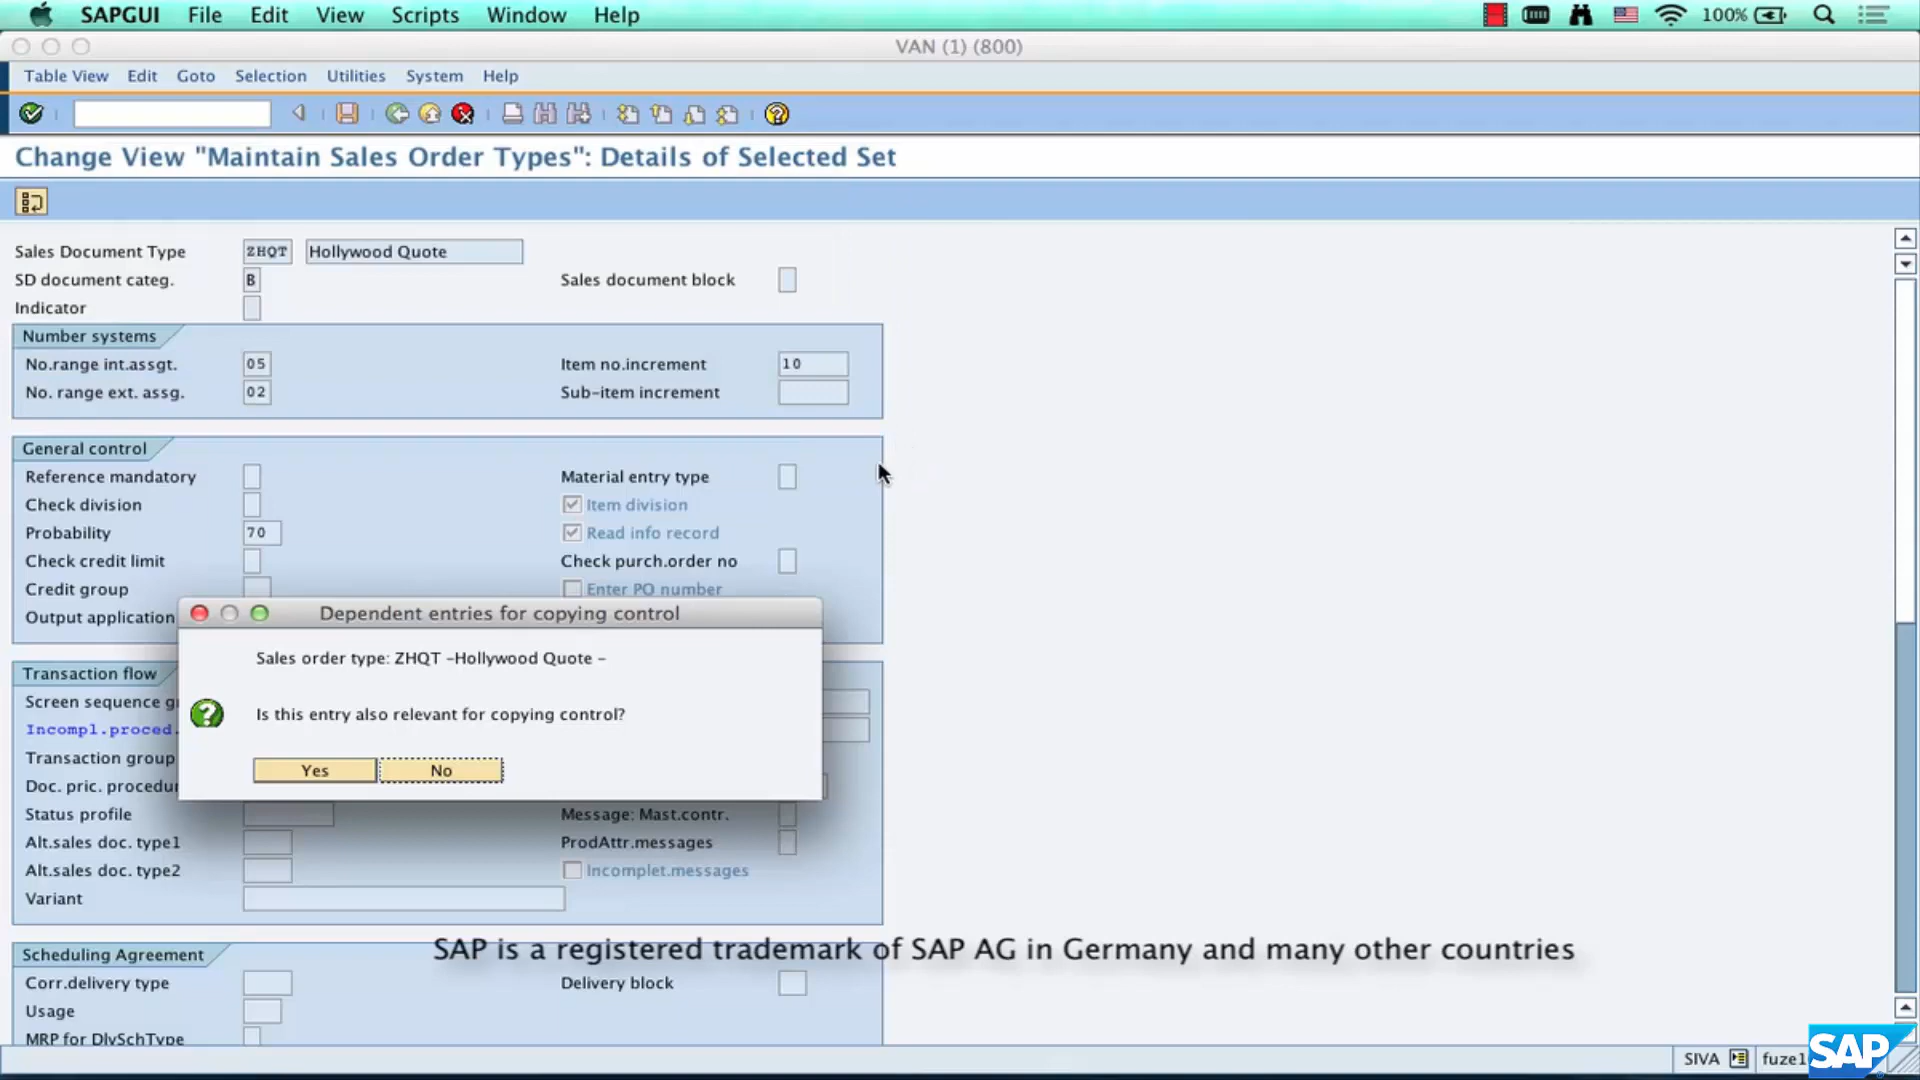 SAPGUI File Edit View Scripts Window Help 100%
VAN (1) (800)
Table View Edit Goto Selection Utilities System Help
Change View "Maintain Sales Order Types": Details of Selected Set
Sales Document Type ZHQT Hollywood Quote
SD document categ. B Sales document block
Indicator
Number systems
No.range int.assgt. 05 Item no.increment 10
No. range ext. assg. 02 Sub-item increment
General control
Reference mandatory Material entry type
Check division Item division
Probability 70 Read info record
Check credit limit Check purch.order no
Credit group Enter PO number
Output application
Dependent entries for copying control
Sales order type: ZHQT -Hollywood Quote -
Is this entry also relevant for copying control?
Yes No
Transaction flow
Screen sequence
Incompl.proced.
Transaction group
Doc. pric.
Status profile Message: Mast.contr.
Alt.sales doc. type1 ProdAttr.messages
Alt.sales doc. type2 Incomplet.messages
Variant
Scheduling Agreement
SAP is a registered trademark of SAP AG in Germany and many other countries
Corr.delivery type Delivery block
Usage
MRP for DlvSchType
SIVA
SAP